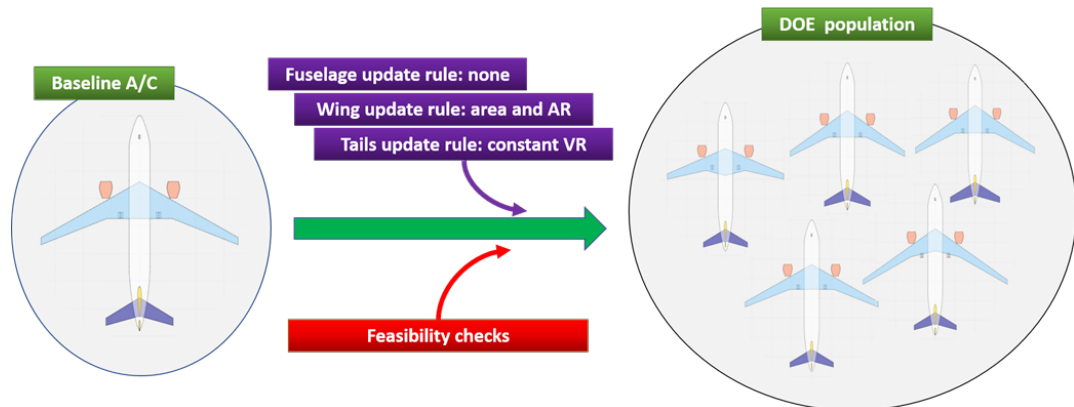 DOE population
Baseline A/C
Fuselage update rule: none
Wing update rule: area and AR
Tails update rule: constant VR
Feasibility checks